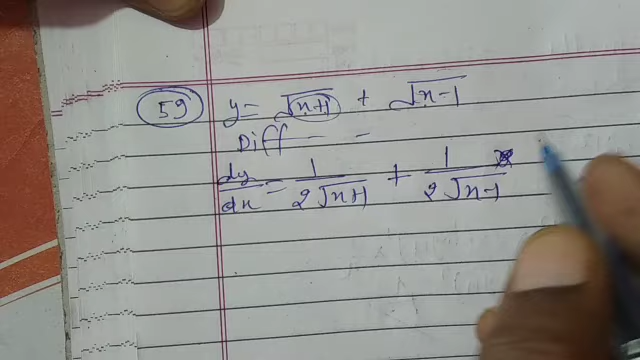 59 y = √x+1 + √x-1
Diff - -
dy/dx = 1/2√x+1 + 1/2√x-1